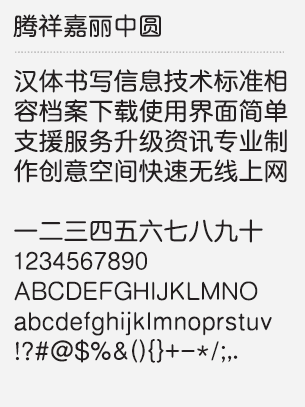 腾祥嘉丽中圆
汉体书写信息技术标准相
容档案下载使用界面简单
支援服务升级资讯专业制
作创意空间快速无线上网
一二三四五六七八九十
1234567890
ABCDEFGHIJKLMNO
abcdefghijklmnoprstuv
!?#@$%&(){}+-*/;,.